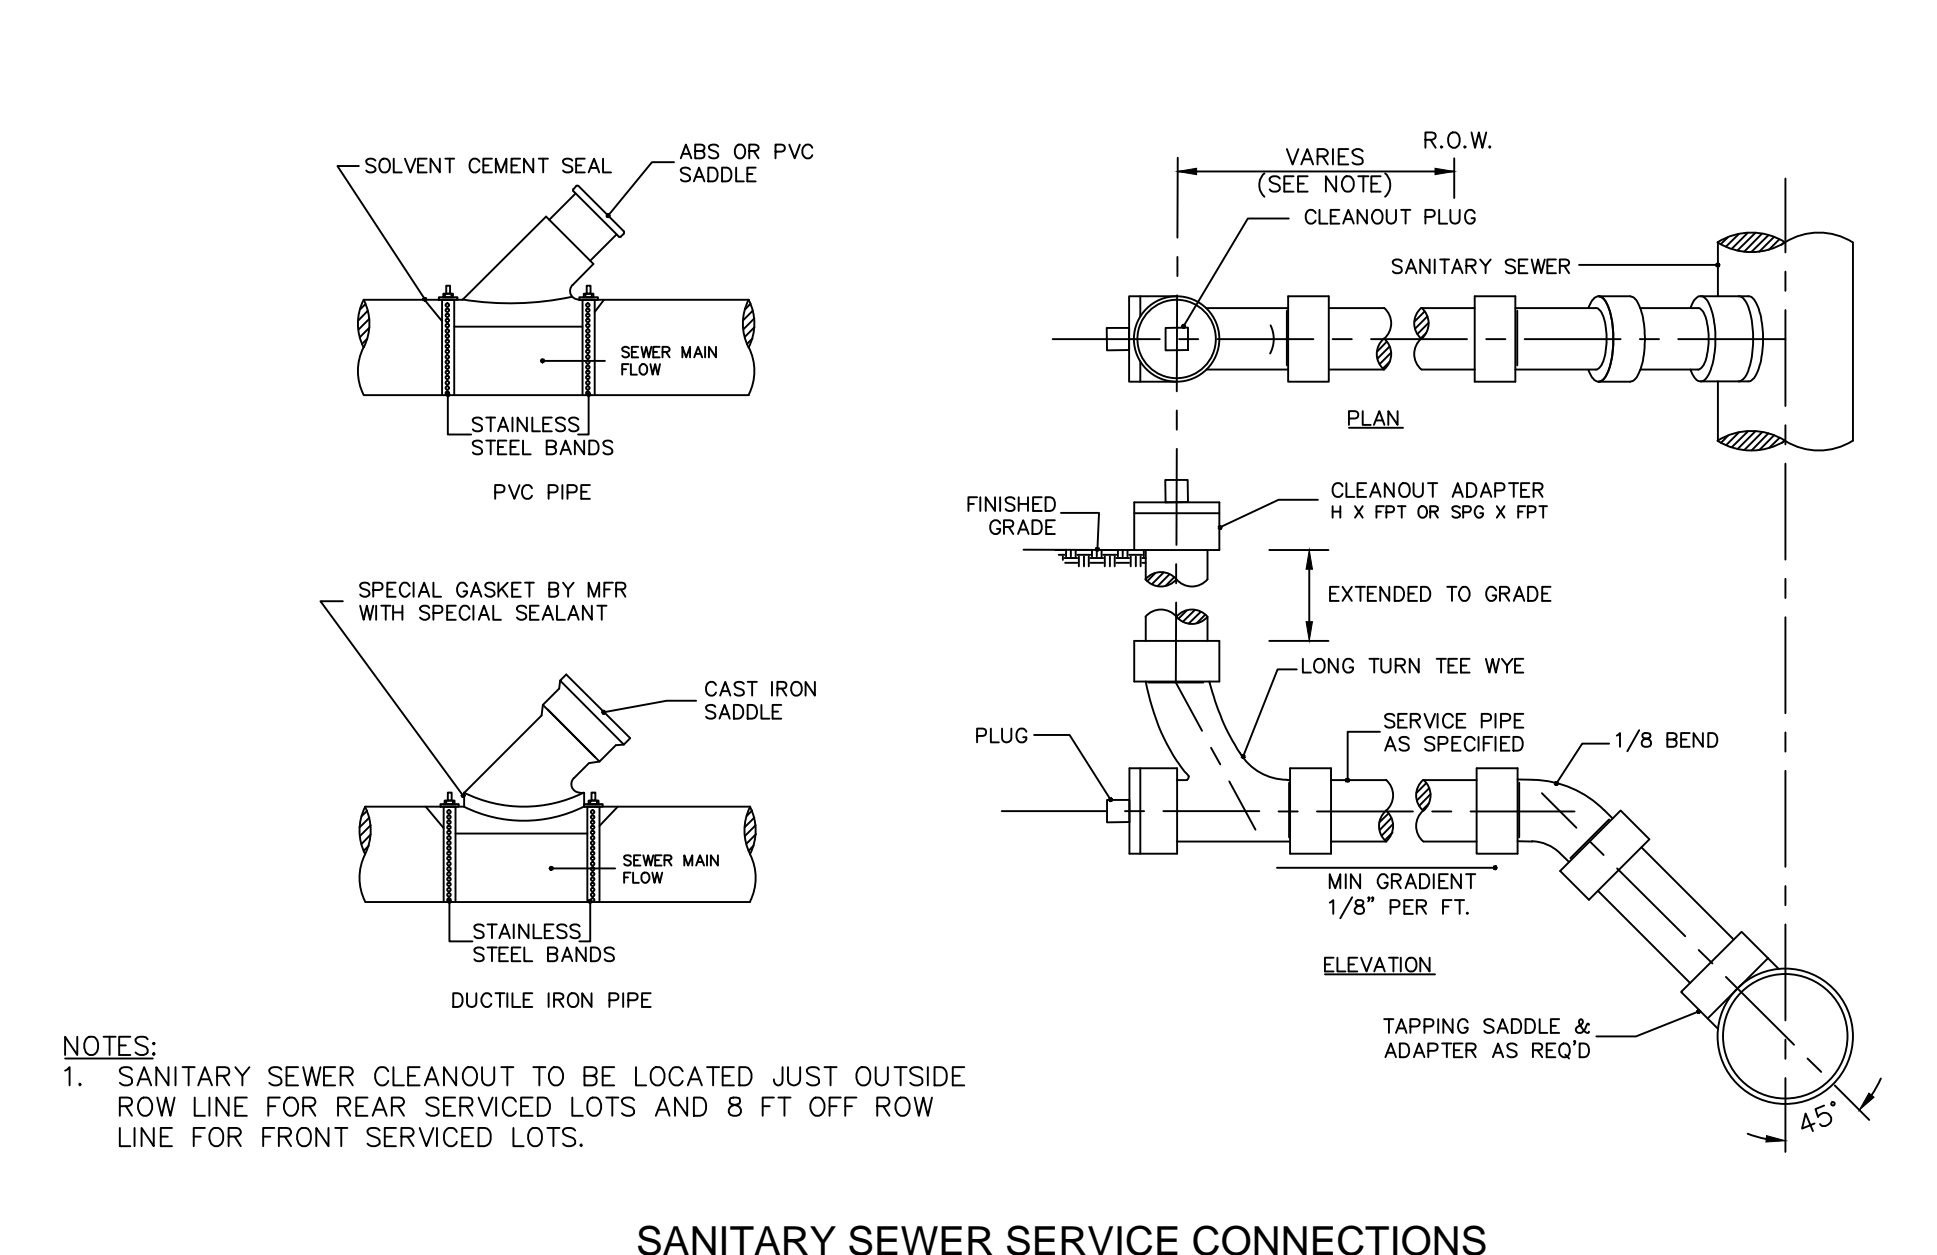 SOLVENT CEMENT SEAL
ABS OR PVC
SADDLE
SEWER MAIN
FLOW
STAINLESS
STEEL BANDS
PVC PIPE
SPECIAL GASKET BY MFR
WITH SPECIAL SEALANT
CAST IRON
SADDLE
SEWER MAIN
FLOW
STAINLESS
STEEL BANDS
DUCTILE IRON PIPE
R.O.W.
VARIES
(SEE NOTE)
CLEANOUT PLUG
SANITARY SEWER
PLAN
FINISHED
GRADE
CLEANOUT ADAPTER
H X FPT OR SPG X FPT
EXTENDED TO GRADE
LONG TURN TEE WYE
PLUG
SERVICE PIPE
AS SPECIFIED
1/8 BEND
MIN GRADIENT
1/8" PER FT.
ELEVATION
TAPPING SADDLE &
ADAPTER AS REQ'D
45°
NOTES:
1. SANITARY SEWER CLEANOUT TO BE LOCATED JUST OUTSIDE
ROW LINE FOR REAR SERVICED LOTS AND 8 FT OFF ROW
LINE FOR FRONT SERVICED LOTS.
SANITARY SEWER SERVICE CONNECTIONS